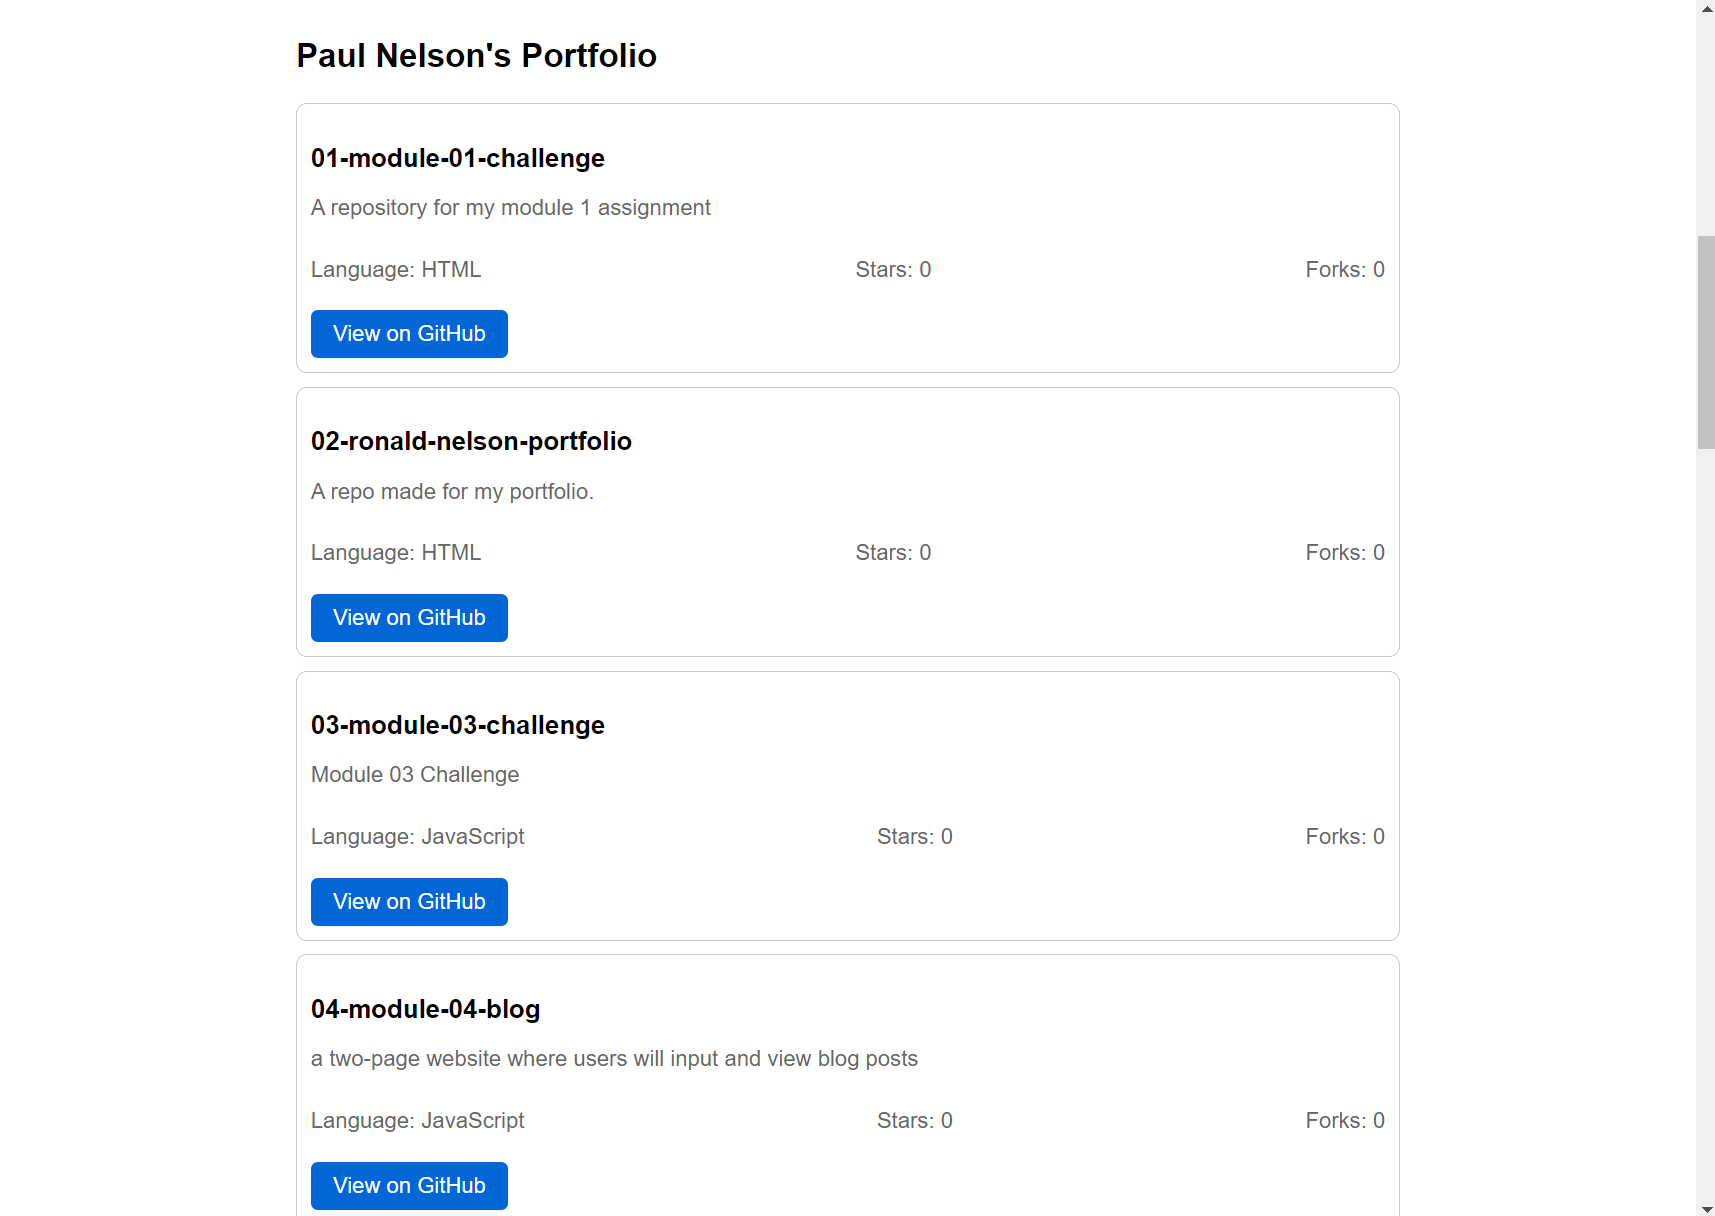 Paul Nelson's Portfolio
01-module-01-challenge
A repository for my module 1 assignment
Language: HTML Stars: 0 Forks: 0
View on GitHub
02-ronald-nelson-portfolio
A repo made for my portfolio.
Language: HTML Stars: 0 Forks: 0
View on GitHub
03-module-03-challenge
Module 03 Challenge
Language: JavaScript Stars: 0 Forks: 0
View on GitHub
04-module-04-blog
a two-page website where users will input and view blog posts
Language: JavaScript Stars: 0 Forks: 0
View on GitHub